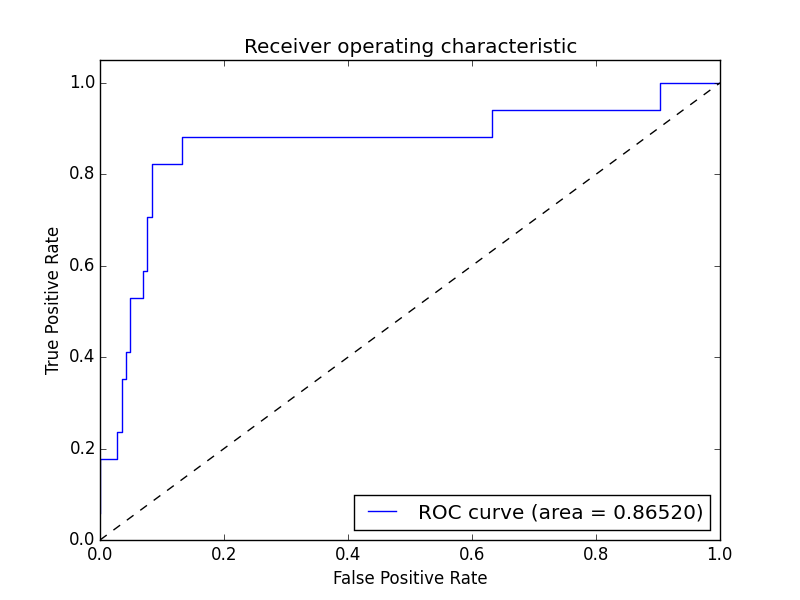 Receiver operating characteristic
1.0
0.8
0.6
0.4
0.2
0.0
True Positive Rate
ROC curve (area = 0.86520)
0.0 0.2 0.4 0.6 0.8 1.0
False Positive Rate